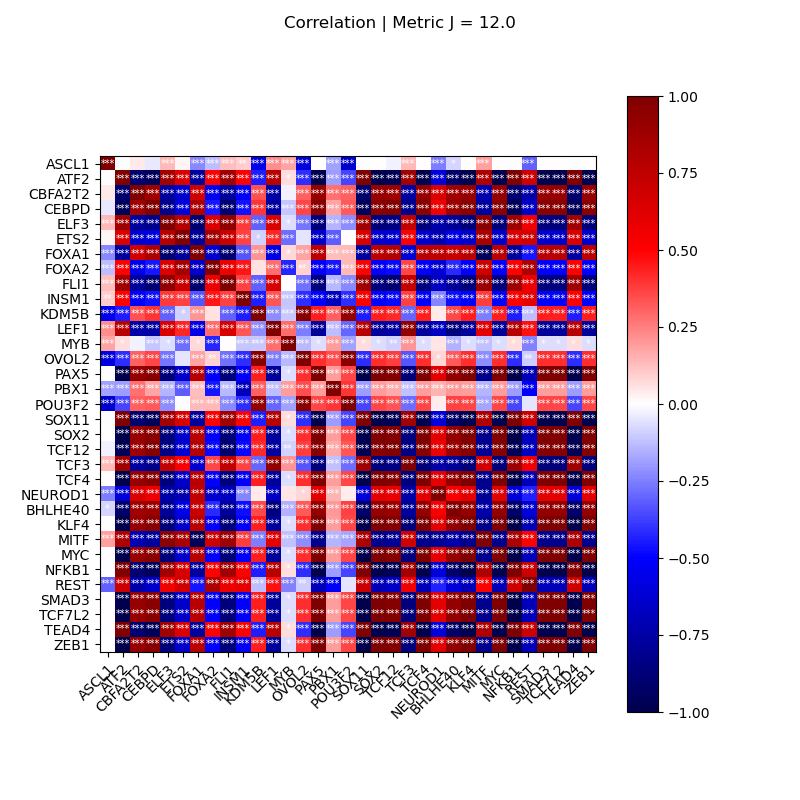 Correlation | Metric J = 12.0
ASCL1
ATF2
CBFA2T2
CEBPD
ELF3
ETS2
FOXA1
FOXA2
FLI1
INSM1
KDM5B
LEF1
MYB
OVOL2
PAX5
PBX1
POU3F2
SOX11
SOX2
TCF12
TCF3
TCF4
NEUROD1
BHLHE40
KLF4
MITF
MYC
NFKB1
REST
SMAD3
TCF7L2
TEAD4
ZEB1
ASCL1
ATF2
CBFA2T2
CEBPD
ELF3
ETS2
FOXA1
FOXA2
FLI1
INSM1
KDM5B
LEF1
MYB
OVOL2
PAX5
PBX1
POU3F2
SOX11
SOX2
TCF12
TCF3
TCF4
NEUROD1
BHLHE40
KLF4
MITF
MYC
NFKB1
REST
SMAD3
TCF7L2
TEAD4
ZEB1
1.00
0.75
0.50
0.25
0.00
−0.25
−0.50
−0.75
−1.00